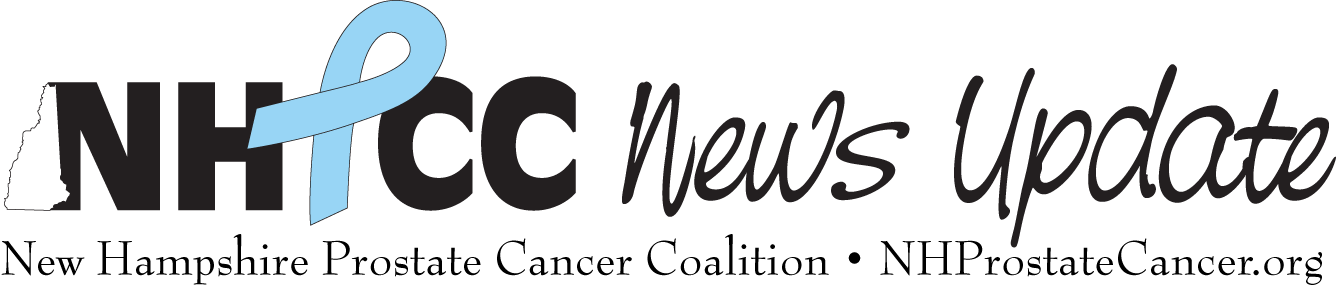 NHPCC News Update
New Hampshire Prostate Cancer Coalition • NHProstateCancer.org